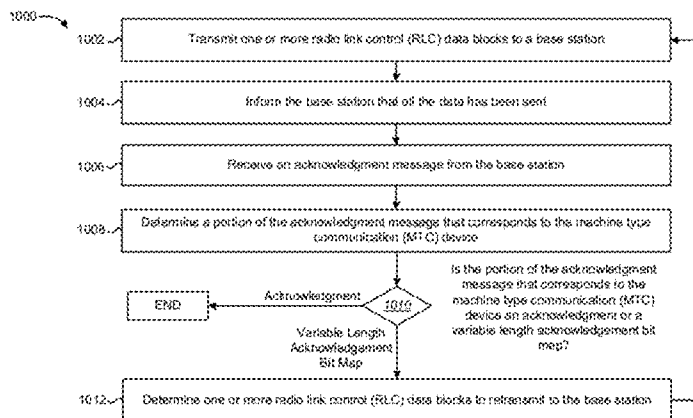 1000
1002
Transmit one or more radio link control (RLC) data blocks to a base station
1004
Inform the base station that all the data has been sent
1006
Receive an acknowledgment message from the base station
1008
Determine a portion of the acknowledgment message that corresponds to the machine type
communication (MTC) device
Is the portion of the acknowledgment
message that corresponds to the
machine type communication (MTC)
device an acknowledgment or a
variable length acknowledgement bit
map?
END
Acknowledgment
1010
Variable Length
Acknowledgement
Bit Map
1012
Determine one or more radio link control (RLC) data blocks to retransmit to the base station